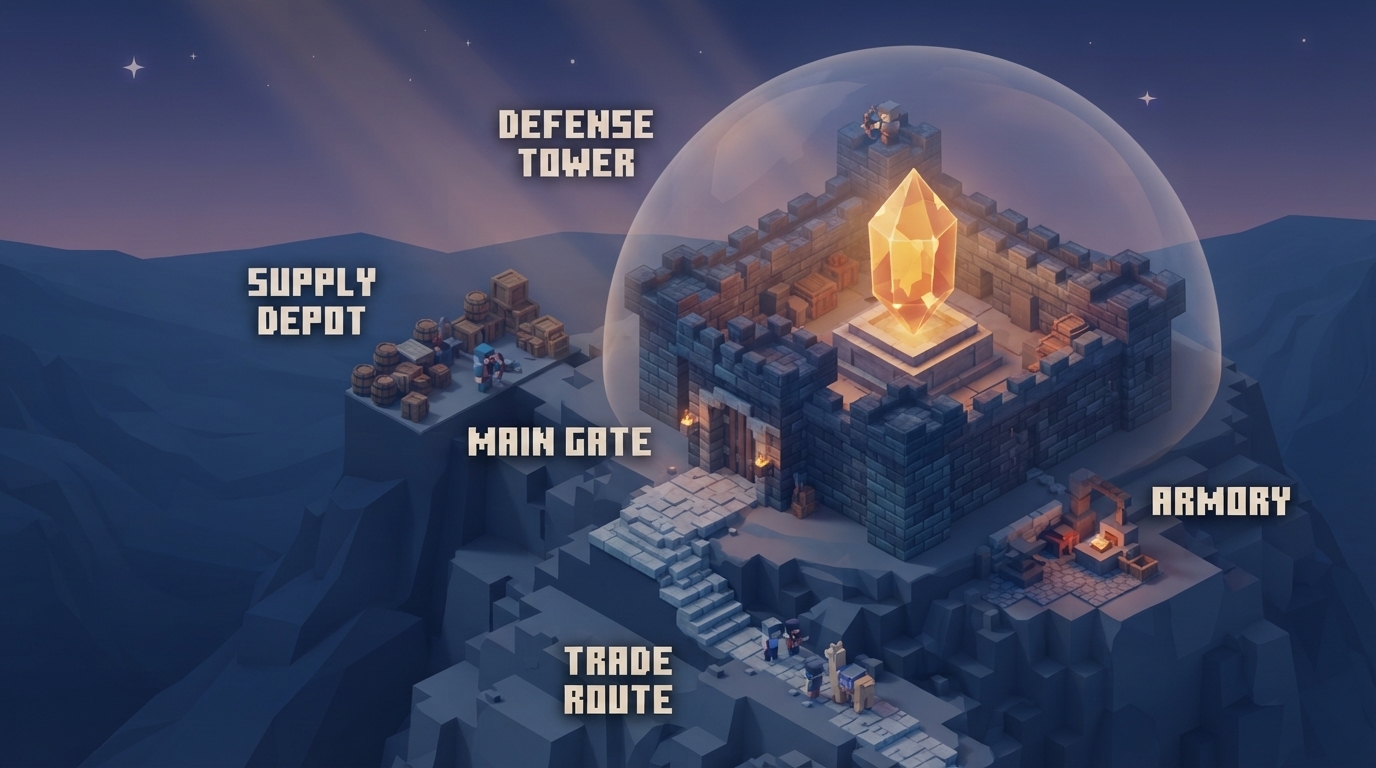 DEFENSE
TOWER
SUPPLY
DEPOT
MAIN GATE
ARMORY
TRADE
ROUTE